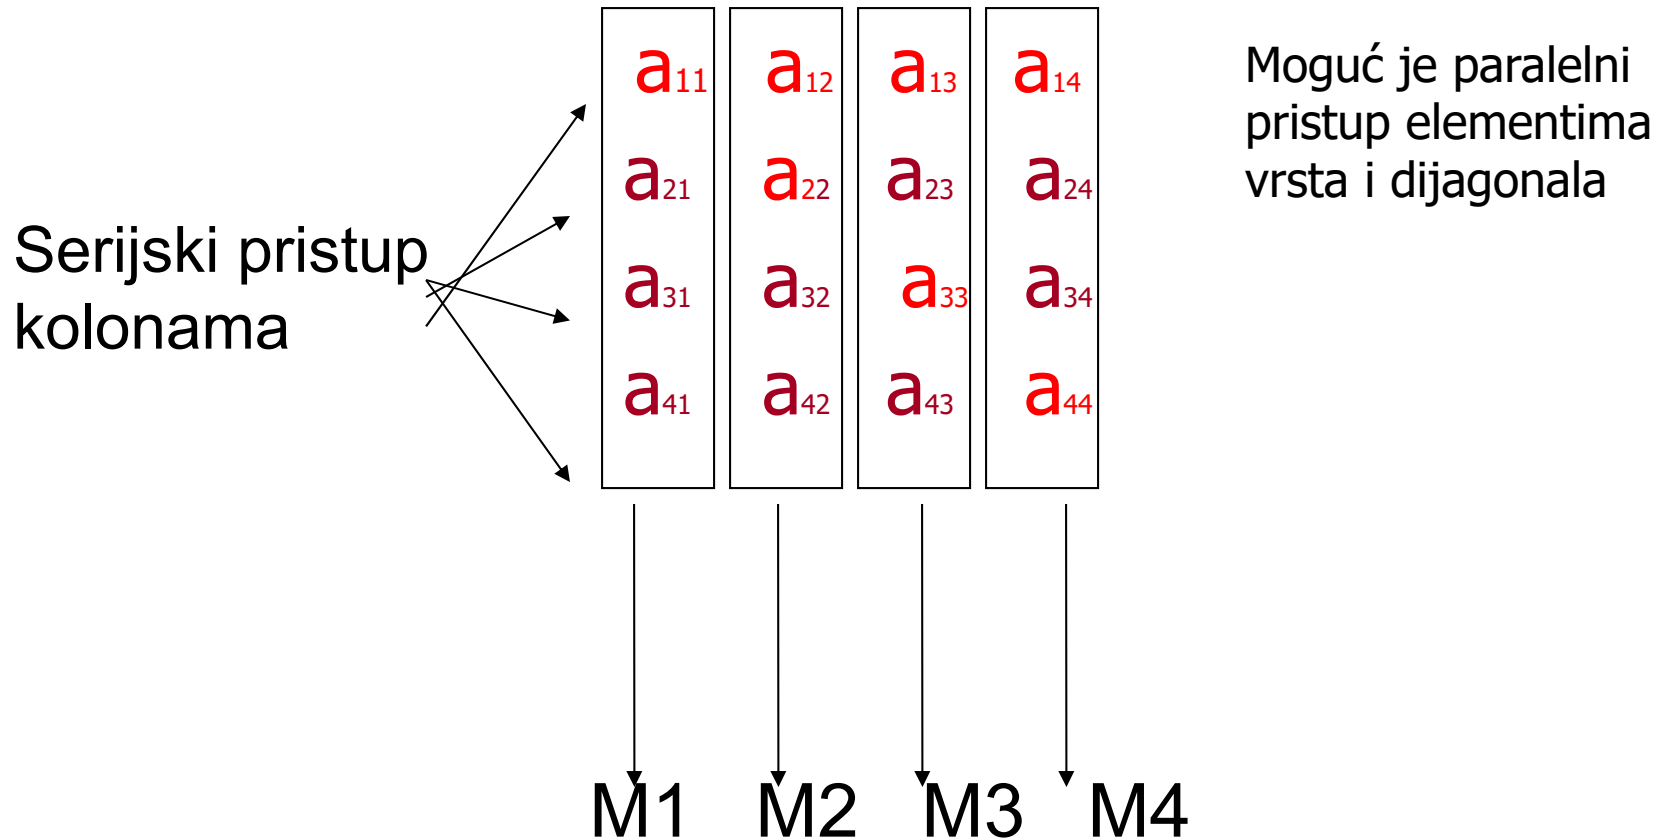 a11 a12 a13 a14
a21 a22 a23 a24
a31 a32 a33 a34
a41 a42 a43 a44
Moguć je paralelni
pristup elementima
vrsta i dijagonala
Serijski pristup
kolonama
M1 M2 M3 M4